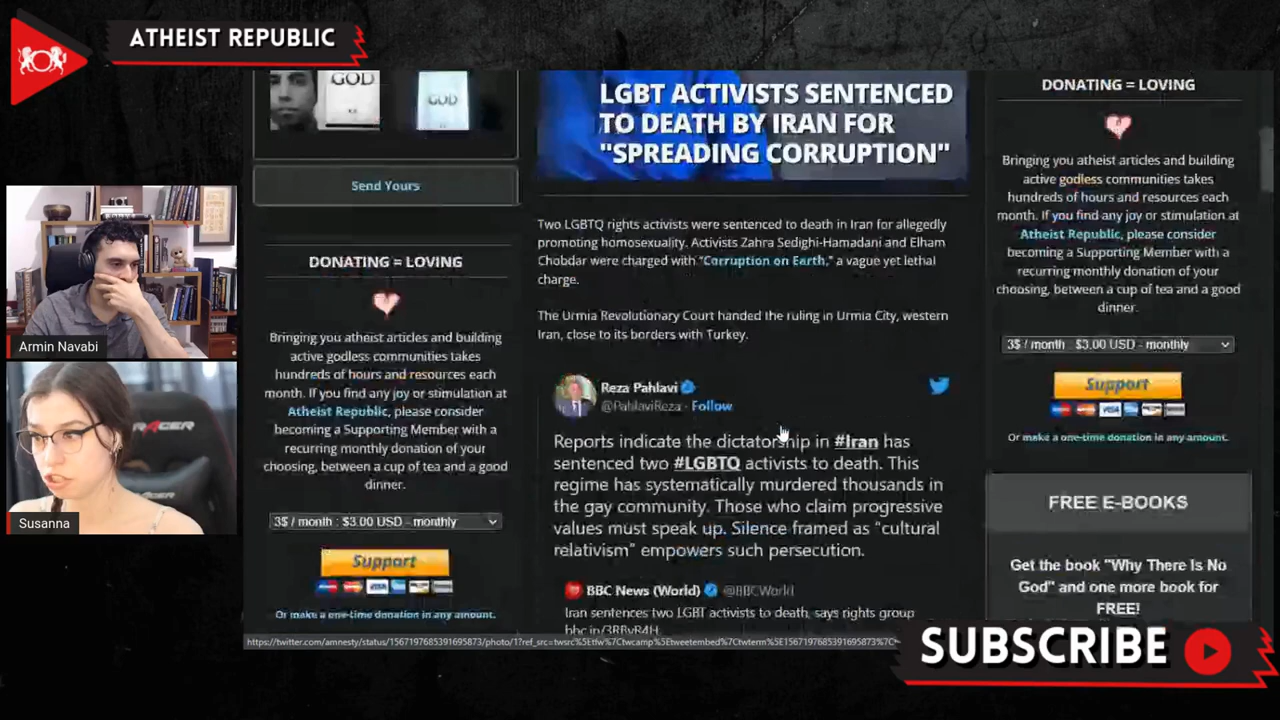 ATHEIST REPUBLIC
GOD
GOD
Send Yours
DONATING = LOVING
Bringing you atheist articles and building
active godless communities takes
hundreds of hours and resources each
month. If you find any joy or stimulation at
Atheist Republic, please consider
becoming a Supporting Member with a
recurring monthly donation of your
choosing, between a cup of tea and a good
dinner.
3$ / month : $3.00 USD - monthly
Support
VISA
Or make a one-time donation in any amount.
LGBT ACTIVISTS SENTENCED
TO DEATH BY IRAN FOR
"SPREADING CORRUPTION"
Two LGBTQ rights activists were sentenced to death in Iran for allegedly
promoting homosexuality. Activists Zahra Sedighi-Hamadani and Elham
Chobdar were charged with "Corruption on Earth," a vague yet lethal
charge.
The Urmia Revolutionary Court handed the ruling in Urmia City, western
Iran, close to its borders with Turkey.
Reza Pahlavi
@PahlaviReza · Follow
Reports indicate the dictatorship in #Iran has
sentenced two #LGBTQ activists to death. This
regime has systematically murdered thousands in
the gay community. Those who claim progressive
values must speak up. Silence framed as "cultural
relativism" empowers such persecution.
BBC News (World) @BBCWorld
Iran sentences two LGBT activists to death, says rights group
DONATING = LOVING
Bringing you atheist articles and building
active godless communities takes
hundreds of hours and resources each
month. If you find any joy or stimulation at
Atheist Republic, please consider
becoming a Supporting Member with a
recurring monthly donation of your
choosing, between a cup of tea and a good
dinner.
3$ / month : $3.00 USD - monthly
Support
VISA
Or make a one-time donation in any amount.
FREE E-BOOKS
Get the book "Why There Is No
God" and one more book for
FREE!
Armin Navabi
Susanna
SUBSCRIBE